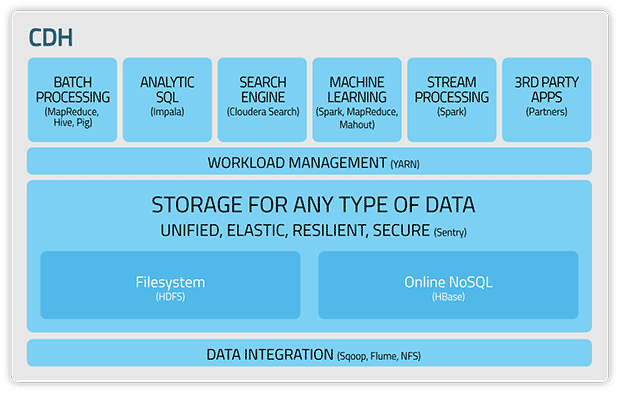 CDH
BATCH
PROCESSING
(MapReduce,
Hive, Pig)
ANALYTIC
SQL
(Impala)
SEARCH
ENGINE
(Cloudera Search)
MACHINE
LEARNING
(Spark, MapReduce,
Mahout)
STREAM
PROCESSING
(Spark)
3RD PARTY
APPS
(Partners)
WORKLOAD MANAGEMENT (YARN)
STORAGE FOR ANY TYPE OF DATA
UNIFIED, ELASTIC, RESILIENT, SECURE (Sentry)
Filesystem
(HDFS)
Online NoSQL
(HBase)
DATA INTEGRATION (Sqoop, Flume, NFS)